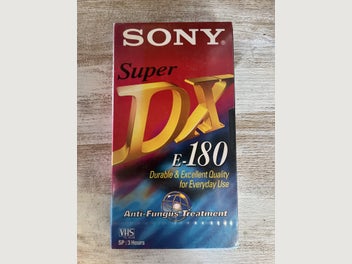 SONY
Super
DX
E-180
Durable & Excellent Quality
for Everyday Use
Anti-Fungus Treatment
VHS
SP : 3 Hours